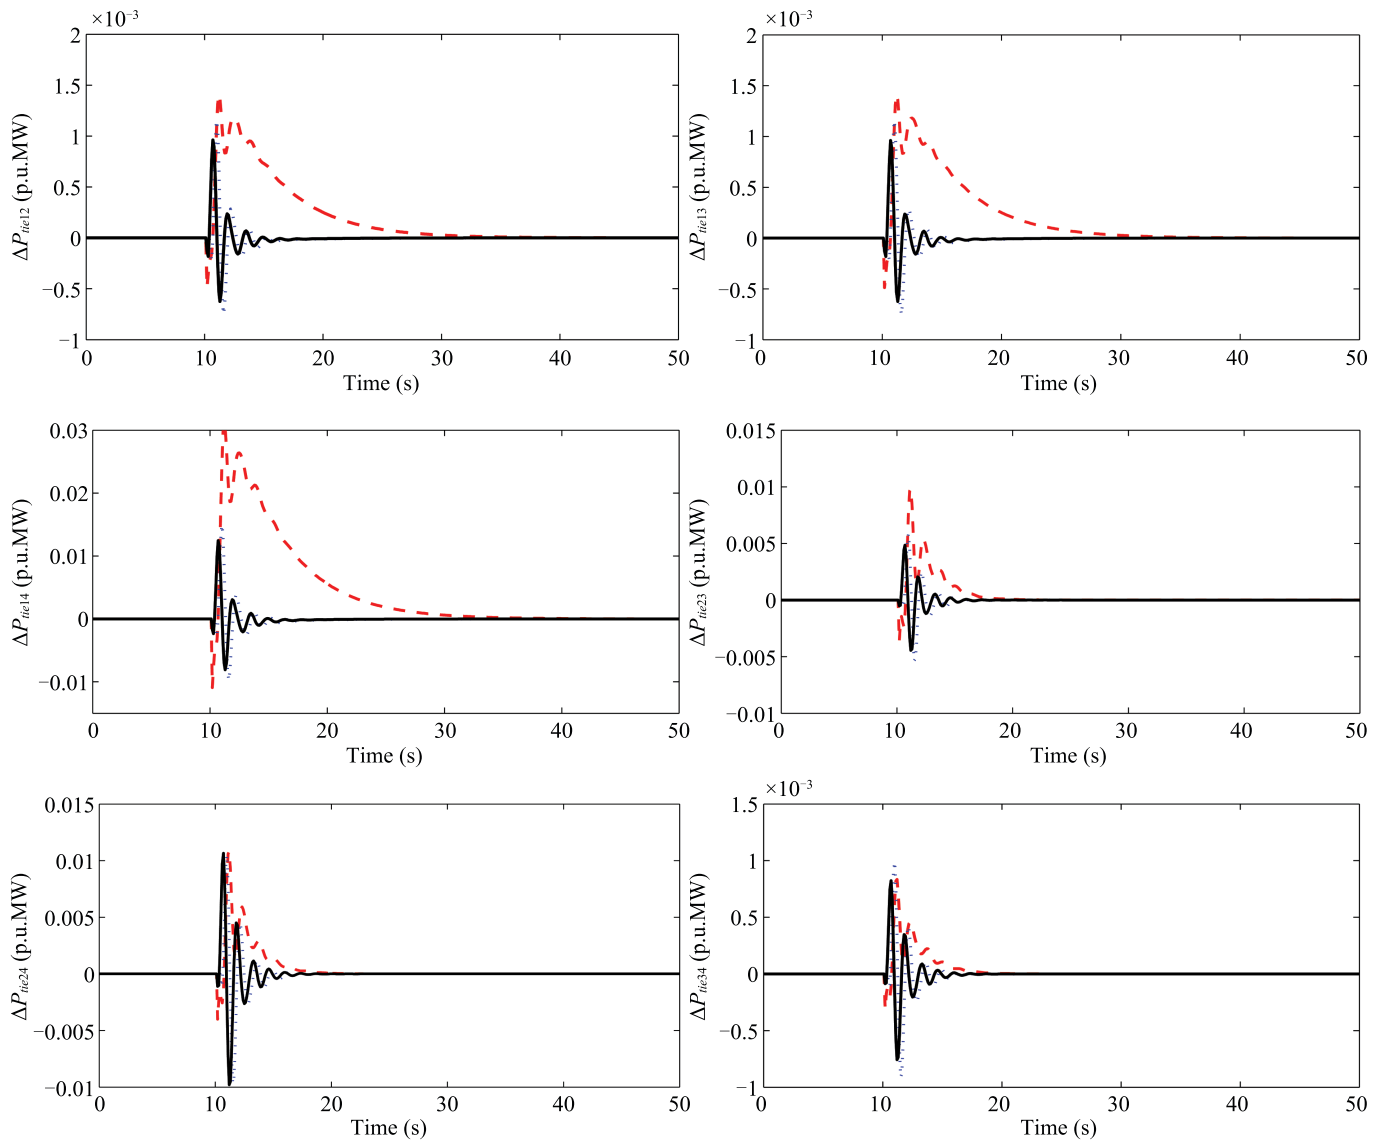 ×10⁻³ ×10⁻³
2 2
1.5 1.5
1 1
0.5 0.5
0 0
−0.5 −0.5
−1 −1
ΔP_tie12 (p.u.MW) ΔP_tie13 (p.u.MW)
0 10 20 30 40 50 0 10 20 30 40 50
Time (s) Time (s)
0.03 0.015
0.02 0.01
0.01 0.005
0 0
−0.01 −0.005
−0.01
ΔP_tie14 (p.u.MW) ΔP_tie23 (p.u.MW)
0 10 20 30 40 50 0 10 20 30 40 50
Time (s) Time (s)
×10⁻³
0.015 1.5
0.01 1
0.005 0.5
0 0
−0.005 −0.5
−0.01 −1
ΔP_tie24 (p.u.MW) ΔP_tie34 (p.u.MW)
0 10 20 30 40 50 0 10 20 30 40 50
Time (s) Time (s)